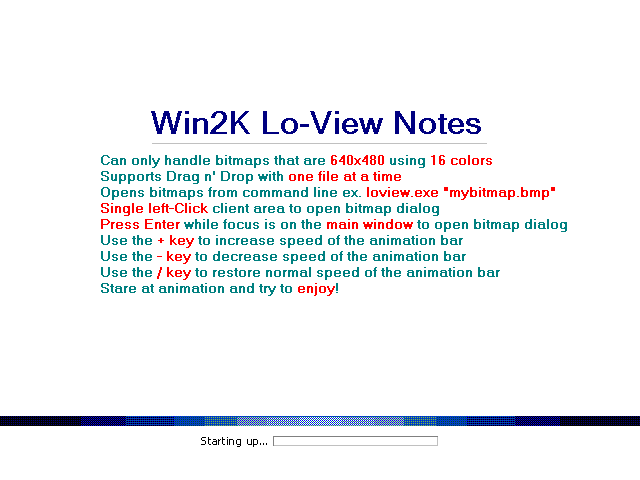 Win2K Lo-View Notes
Can only handle bitmaps that are 640x480 using 16 colors
Supports Drag n' Drop with one file at a time
Opens bitmaps from command line ex. loview.exe "mybitmap.bmp"
Single left-Click client area to open bitmap dialog
Press Enter while focus is on the main window to open bitmap dialog
Use the + key to increase speed of the animation bar
Use the - key to decrease speed of the animation bar
Use the / key to restore normal speed of the animation bar
Stare at animation and try to enjoy!
Starting up...